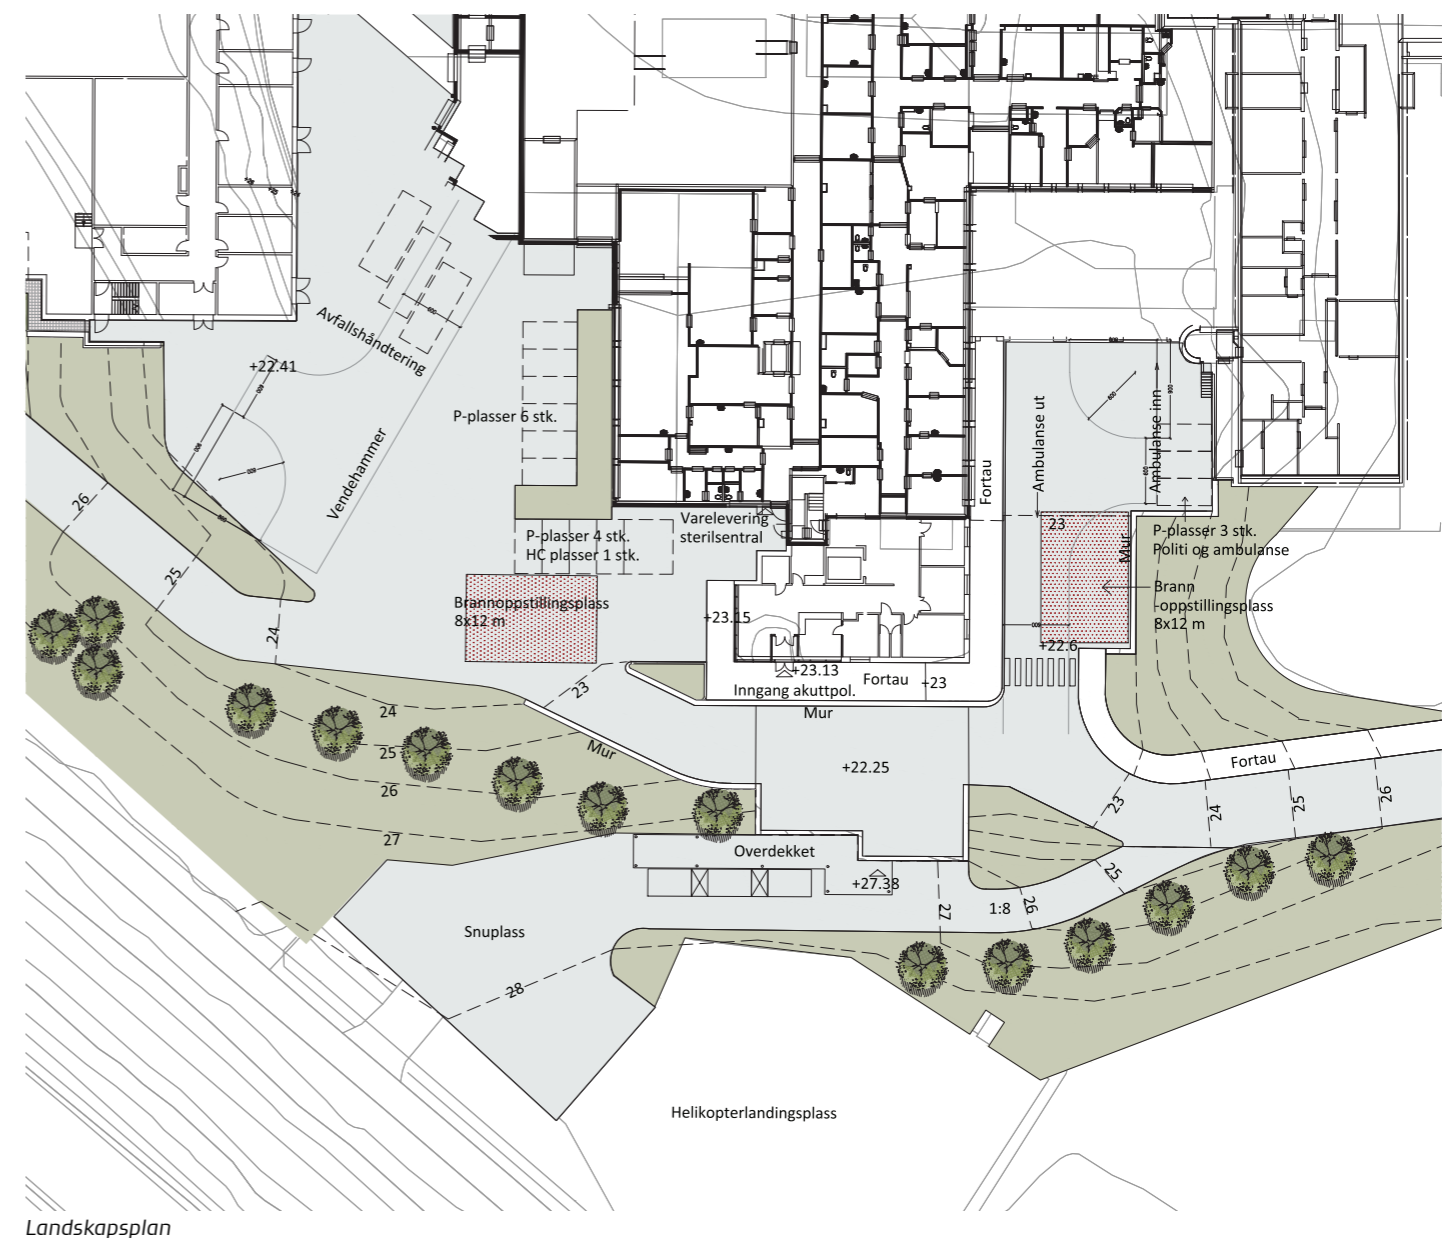 Avfallshåndtering
+22.41
Vendehammer
P-plasser 6 stk.
Fortau
Ambulanse ut
Ambulanse inn
26
25
24
Varelevering
sterilsentral
P-plasser 4 stk.
HC plasser 1 stk.
23
Mur
P-plasser 3 stk.
Politi og ambulanse
Brann
-oppstillingsplass
8x12 m
Brannoppstillingsplass
8x12 m
+23.15
+22.6
+23.13
Fortau
+23
Inngang akuttpol.
23
Mur
24
25
26
27
Mur
+22.25
Fortau
23
24
25
26
Overdekket
+27.38
25
27
1:8
26
Snuplass
28
Helikopterlandingsplass
Landskapsplan